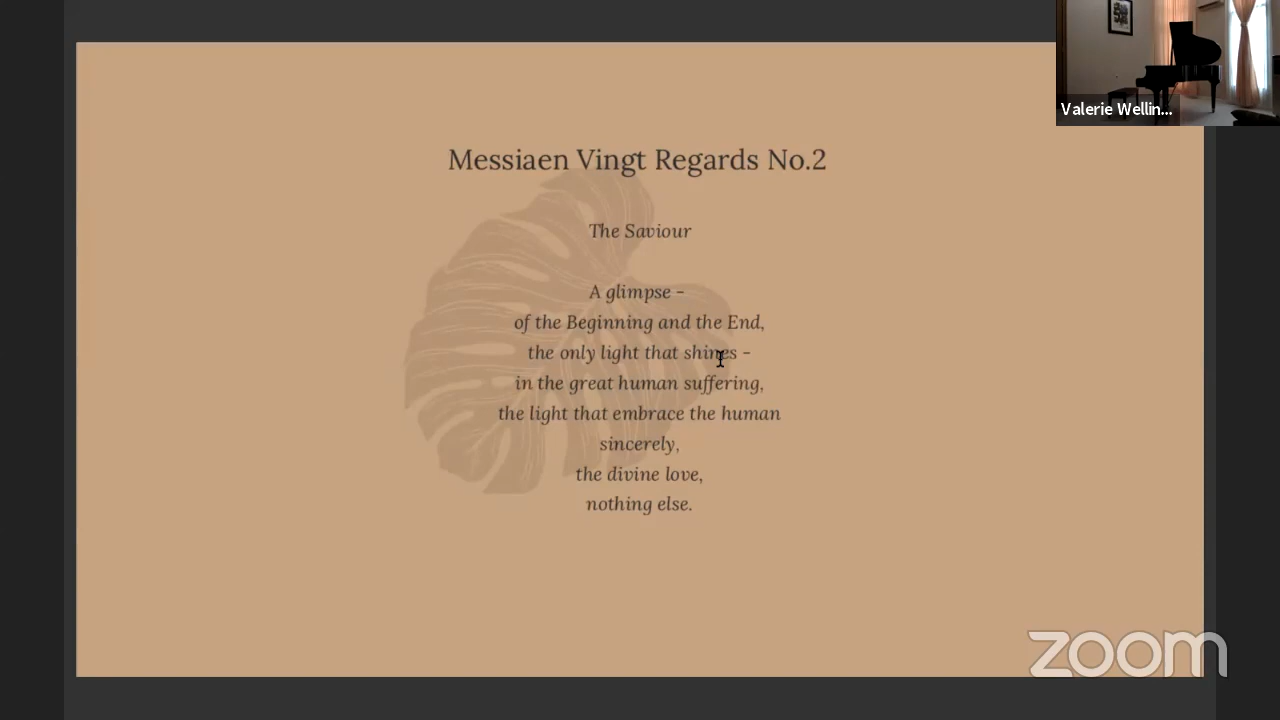 Valerie Wellin...
Messiaen Vingt Regards No.2
The Saviour
A glimpse -
of the Beginning and the End,
the only light that shines -
in the great human suffering,
the light that embrace the human
sincerely,
the divine love,
nothing else.
zoom